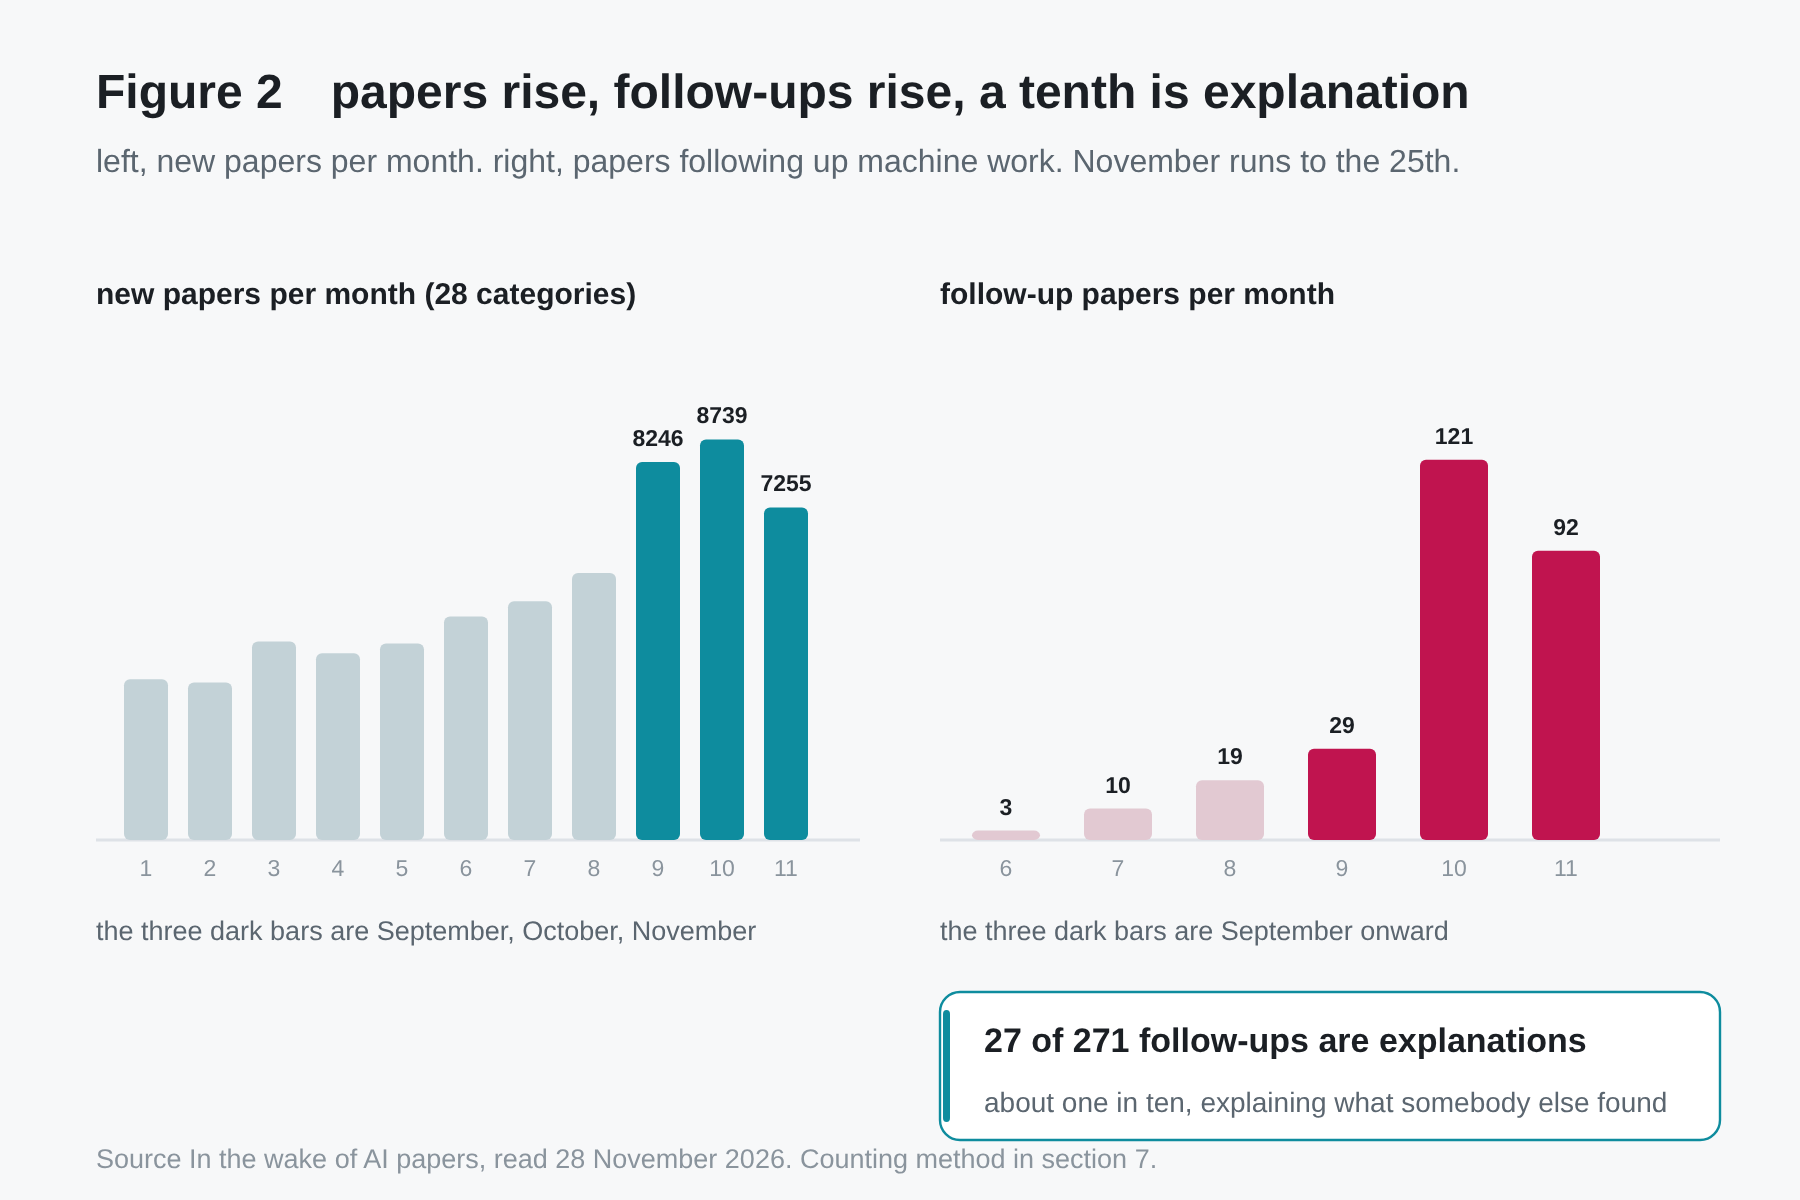 Figure 2 papers rise, follow-ups rise, a tenth is explanation
left, new papers per month. right, papers following up machine work. November runs to the 25th.
new papers per month (28 categories)
8246
8739
7255
1 2 3 4 5 6 7 8 9 10 11
the three dark bars are September, October, November
follow-up papers per month
3
10
19
29
121
92
6 7 8 9 10 11
the three dark bars are September onward
27 of 271 follow-ups are explanations
about one in ten, explaining what somebody else found
Source In the wake of AI papers, read 28 November 2026. Counting method in section 7.